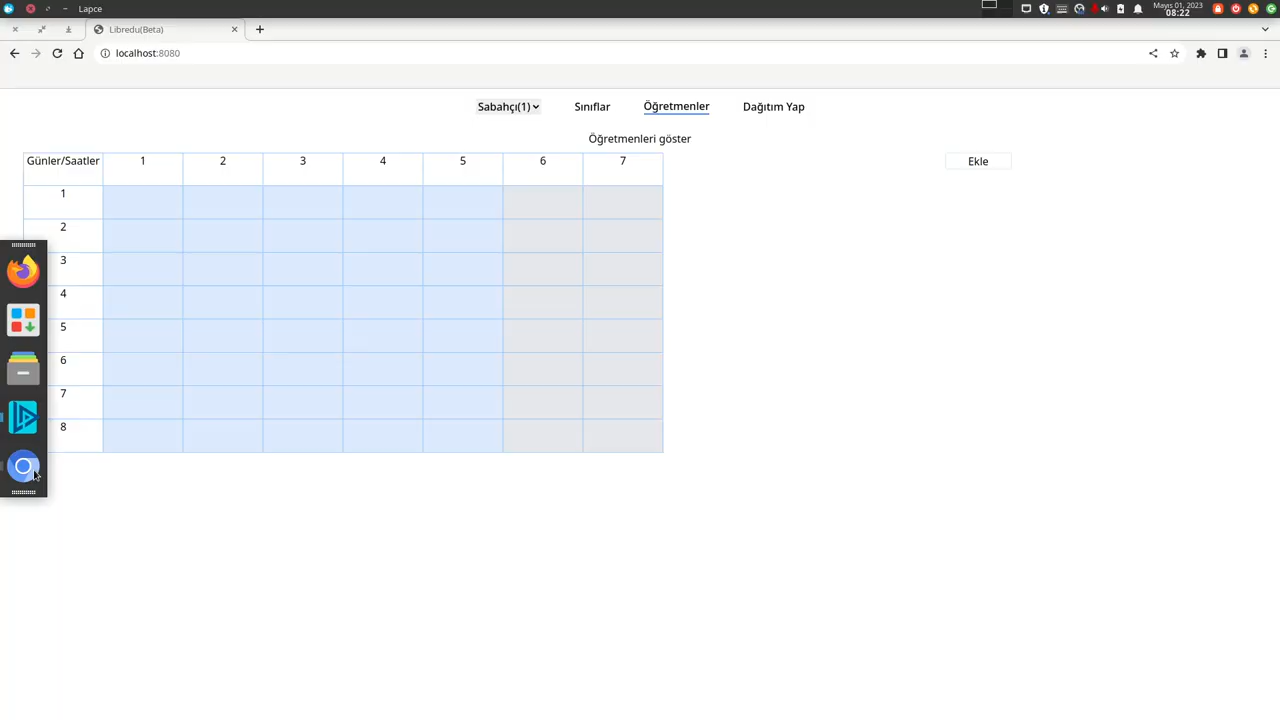 Lapce
Mayıs 01, 2023
08:22
Libredu(Beta)
localhost:8080
Sabahçı(1) Sınıflar Öğretmenler Dağıtım Yap
Öğretmenleri göster
Günler/Saatler 1 2 3 4 5 6 7
Ekle
1
2
3
4
5
6
7
8